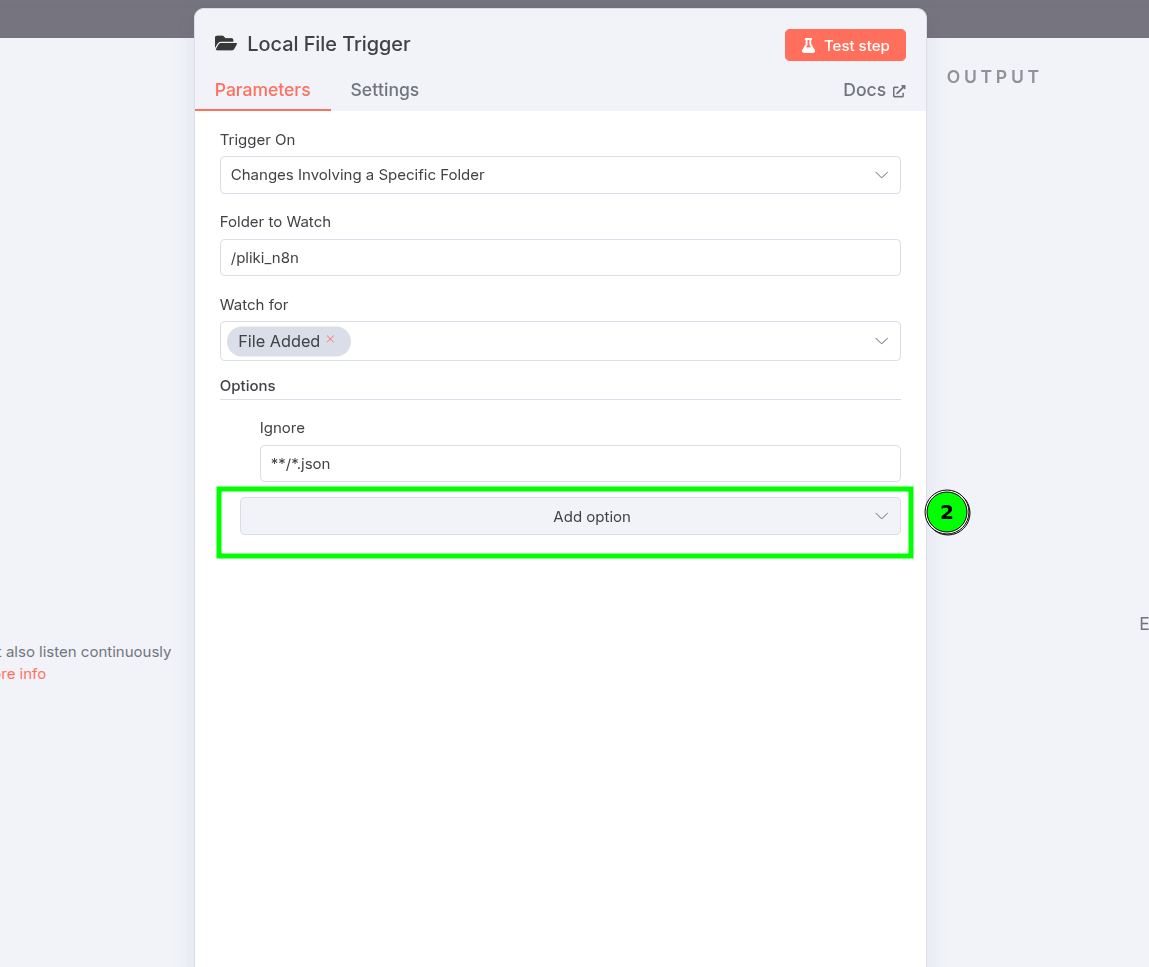 Local File Trigger
Test step
OUTPUT
Parameters
Settings
Docs
Trigger On
Changes Involving a Specific Folder
Folder to Watch
/pliki_n8n
Watch for
File Added ×
Options
Ignore
**/*.json
Add option
2
also listen continuously
re info
E